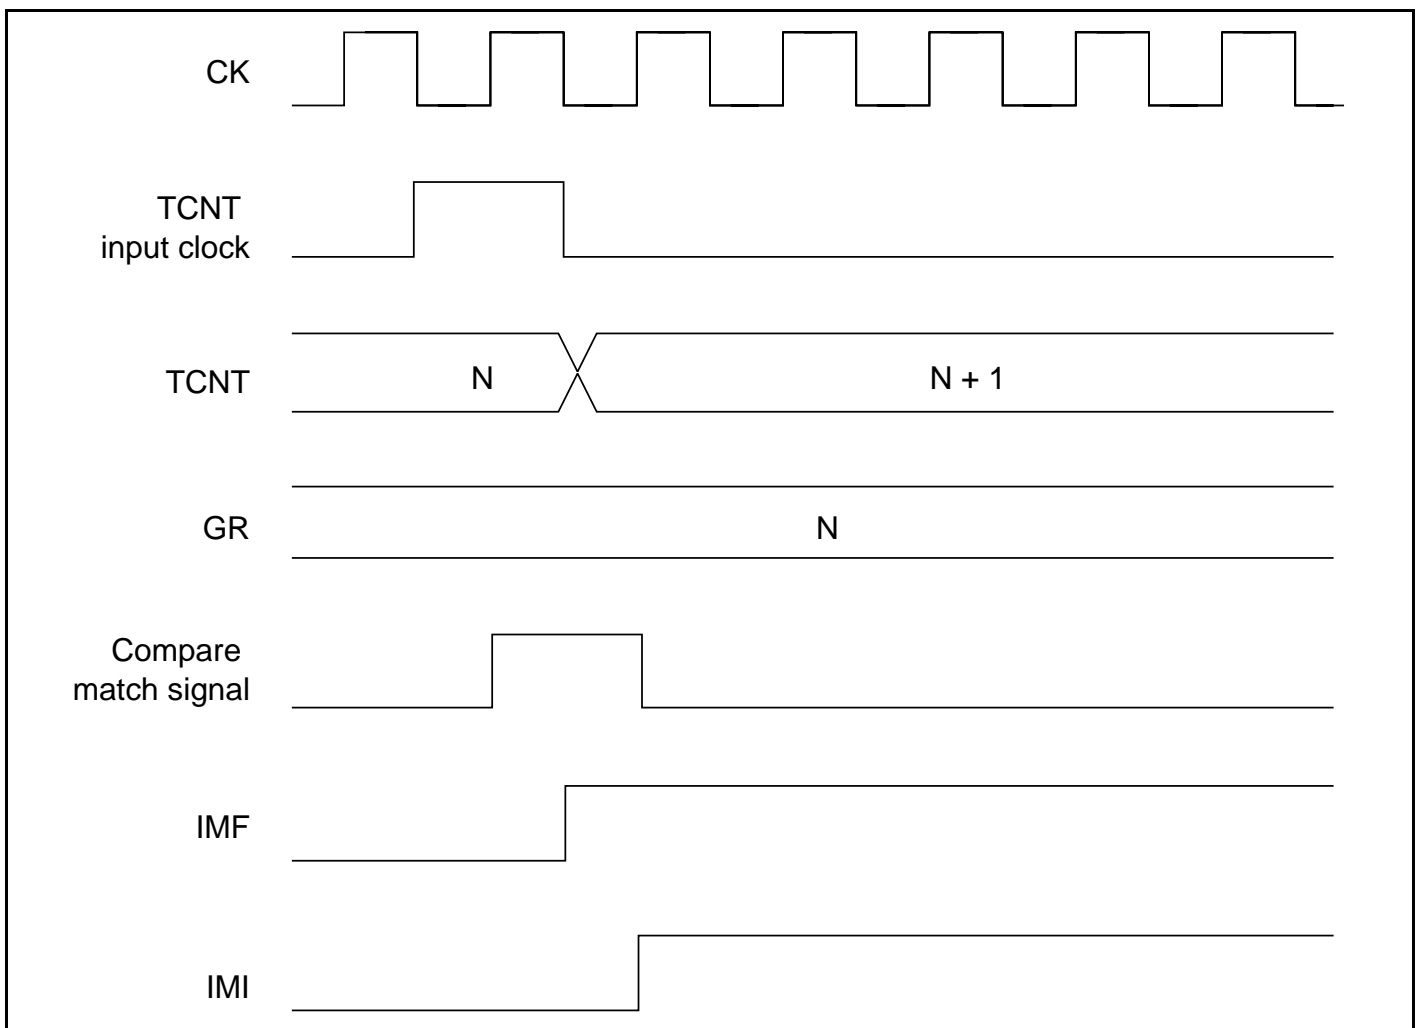 CK
TCNT
input clock
TCNT
N
N + 1
GR
N
Compare
match signal
IMF
IMI